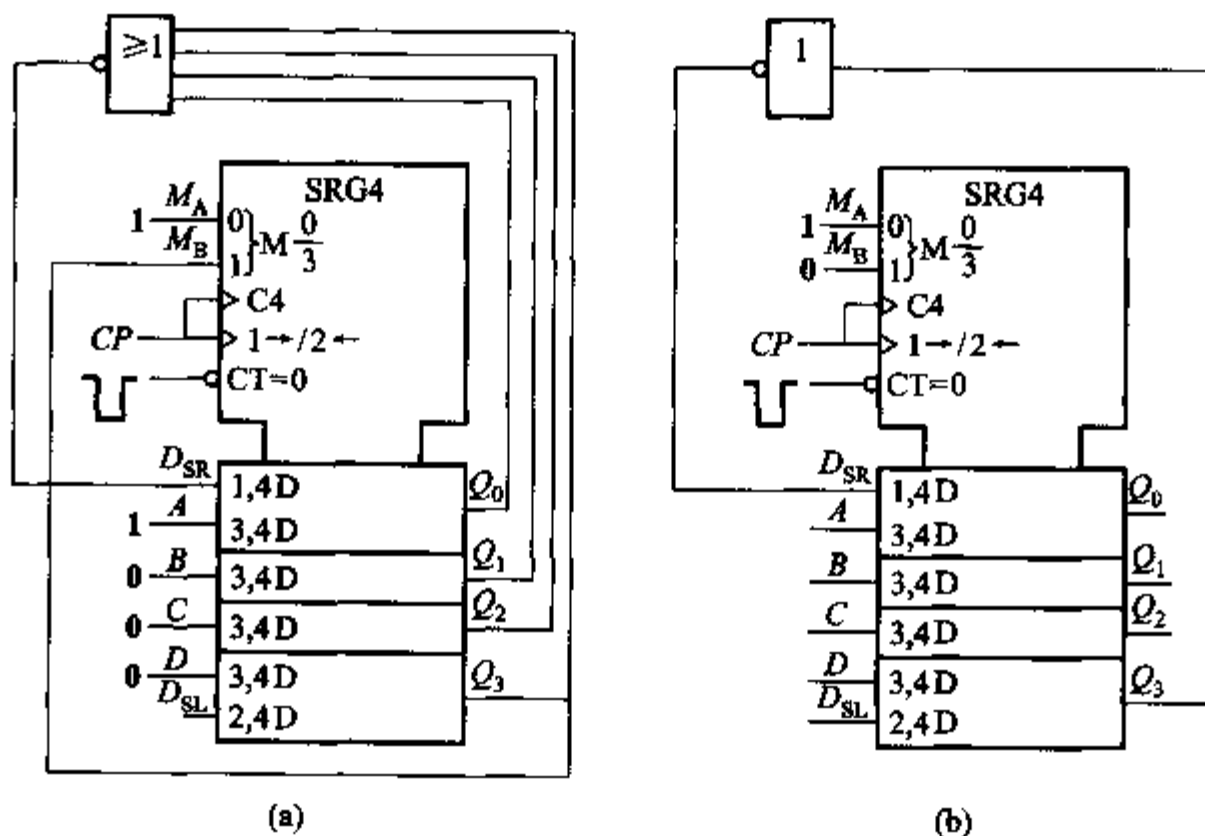 ≥1
SRG4
1 M_A 0
M_B 1
} M 0/3
C4
CP 1→/2←
CT=0
D_SR 1,4D Q_0
1 A 3,4D
0 B 3,4D Q_1
0 C 3,4D Q_2
0 D 3,4D Q_3
D_SL 2,4D
(a)
1
SRG4
1 M_A 0
0 M_B 1
} M 0/3
C4
CP 1→/2←
CT=0
D_SR 1,4D Q_0
A 3,4D
B 3,4D Q_1
C 3,4D Q_2
D 3,4D Q_3
D_SL 2,4D
(b)